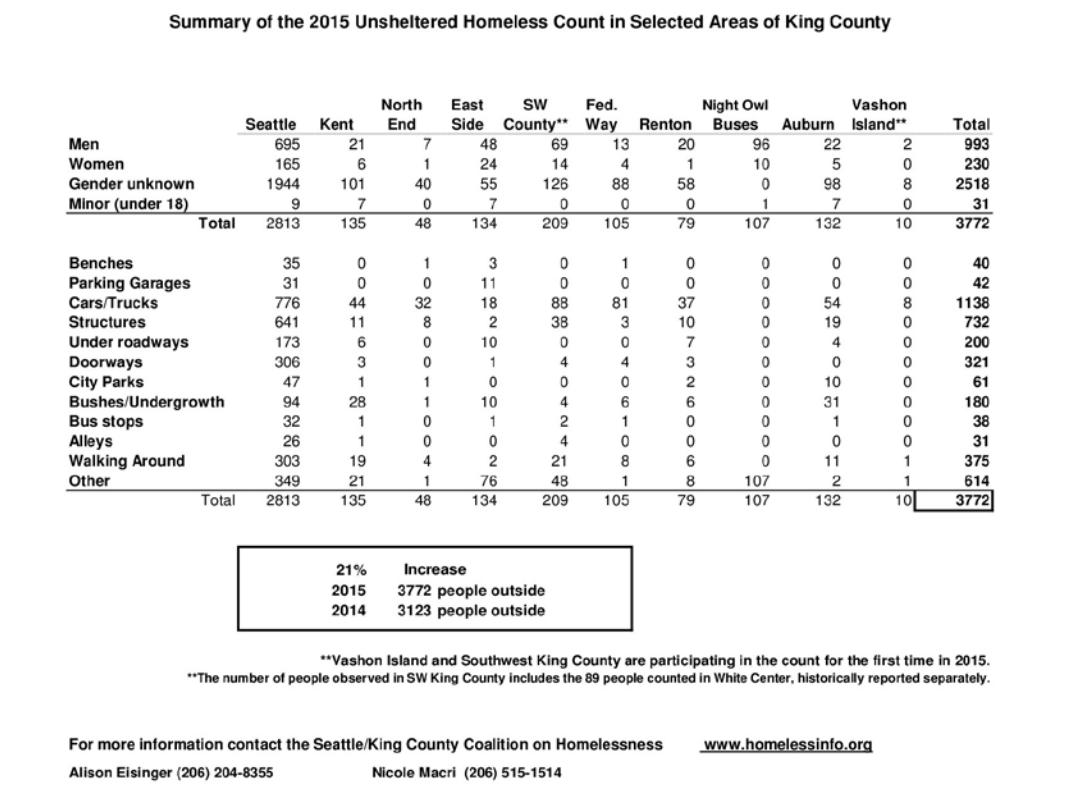 Summary of the 2015 Unsheltered Homeless Count in Selected Areas of King County
North East SW Fed. Night Owl Vashon
Seattle Kent End Side County** Way Renton Buses Auburn Island** Total
Men 695 21 7 48 69 13 20 96 22 2 993
Women 165 6 1 24 14 4 1 10 5 0 230
Gender unknown 1944 101 40 55 126 88 58 0 98 8 2518
Minor (under 18) 9 7 0 7 0 0 0 1 7 0 31
Total 2813 135 48 134 209 105 79 107 132 10 3772
Benches 35 0 1 3 0 1 0 0 0 0 40
Parking Garages 31 0 0 11 0 0 0 0 0 0 42
Cars/Trucks 776 44 32 18 88 81 37 0 54 8 1138
Structures 641 11 8 2 38 3 10 0 19 0 732
Under roadways 173 6 0 10 0 0 7 0 4 0 200
Doorways 306 3 0 1 4 4 3 0 0 0 321
City Parks 47 1 1 0 0 0 2 0 10 0 61
Bushes/Undergrowth 94 28 1 10 4 6 6 0 31 0 180
Bus stops 32 1 0 1 2 1 0 0 1 0 38
Alleys 26 1 0 0 4 0 0 0 0 0 31
Walking Around 303 19 4 2 21 8 6 0 11 1 375
Other 349 21 1 76 48 1 8 107 2 1 614
Total 2813 135 48 134 209 105 79 107 132 10 3772
21% Increase
2015 3772 people outside
2014 3123 people outside
**Vashon Island and Southwest King County are participating in the count for the first time in 2015.
**The number of people observed in SW King County includes the 89 people counted in White Center, historically reported separately.
For more information contact the Seattle/King County Coalition on Homelessness www.homelessinfo.org
Alison Eisinger (206) 204-8355 Nicole Macri (206) 515-1514